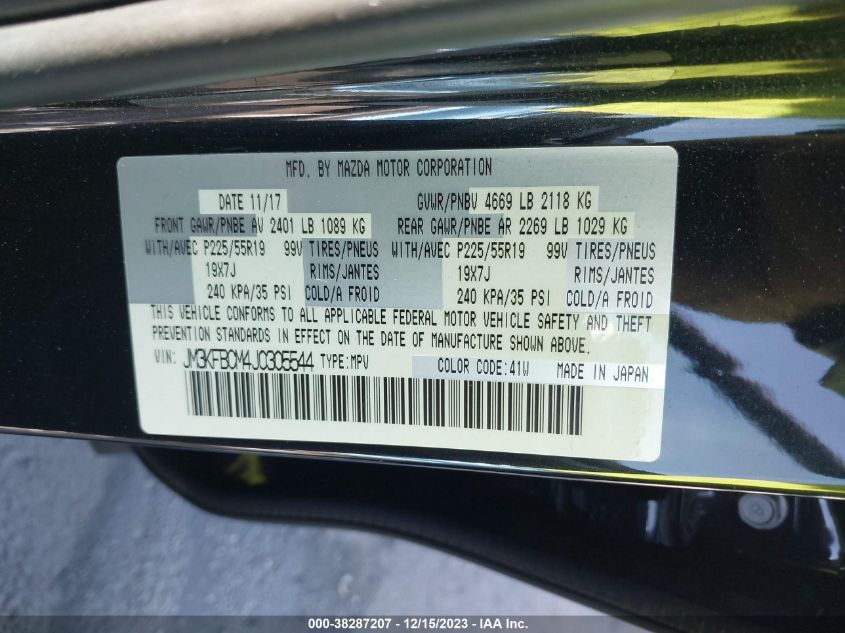 MFD. BY MAZDA MOTOR CORPORATION
DATE 11/17 GVWR/PNBV 4669 LB 2118 KG
FRONT GAWR/PNBE AV 2401 LB 1089 KG REAR GAWR/PNBE AR 2269 LB 1029 KG
WITH/AVEC P225/55R19 99V TIRES/PNEUS WITH/AVEC P225/55R19 99V TIRES/PNEUS
19X7J RIMS/JANTES 19X7J RIMS/JANTES
240 KPA/35 PSI COLD/A FROID 240 KPA/35 PSI COLD/A FROID
THIS VEHICLE CONFORMS TO ALL APPLICABLE FEDERAL MOTOR VEHICLE SAFETY AND THEFT
PREVENTION STANDARDS IN EFFECT ON THE DATE OF MANUFACTURE SHOWN ABOVE.
VIN: JM3KFBCM4J0305544 TYPE:MPV COLOR CODE:41W MADE IN JAPAN
000-38287207 - 12/15/2023 - IAA Inc.